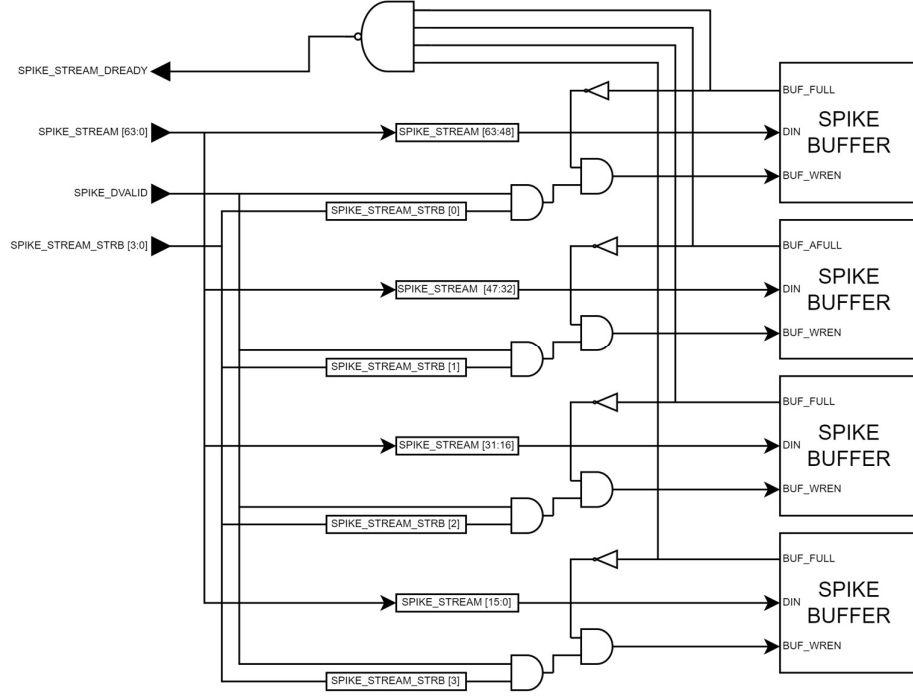 SPIKE_STREAM_DREADY
BUF_FULL
SPIKE_STREAM [63:0]
SPIKE_STREAM [63:48]
DIN
SPIKE
BUFFER
SPIKE_DVALID
BUF_WREN
SPIKE_STREAM_STRB [0]
SPIKE_STREAM_STRB [3:0]
BUF_AFULL
SPIKE_STREAM [47:32]
DIN
SPIKE
BUFFER
BUF_WREN
SPIKE_STREAM_STRB [1]
BUF_FULL
SPIKE_STREAM [31:16]
DIN
SPIKE
BUFFER
BUF_WREN
SPIKE_STREAM_STRB [2]
BUF_FULL
SPIKE_STREAM [15:0]
DIN
SPIKE
BUFFER
BUF_WREN
SPIKE_STREAM_STRB [3]